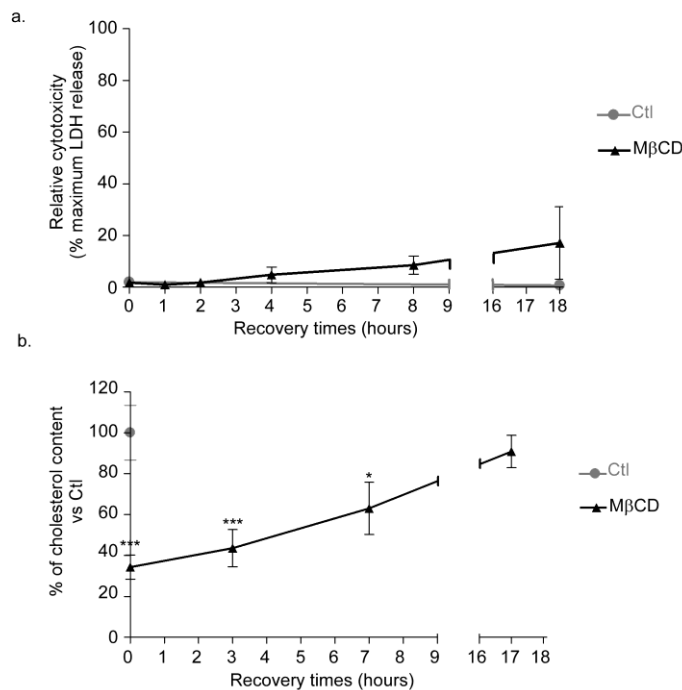 a.
Relative cytotoxicity
(% maximum LDH release)
100
80
60
40
20
0
0 1 2 3 4 5 6 7 8 9 16 17 18
Recovery times (hours)
Ctl
MβCD
b.
% of cholesterol content
vs Ctl
120
100
80
60
40
20
0
***
***
*
0 1 2 3 4 5 6 7 8 9 16 17 18
Recovery times (hours)
Ctl
MβCD